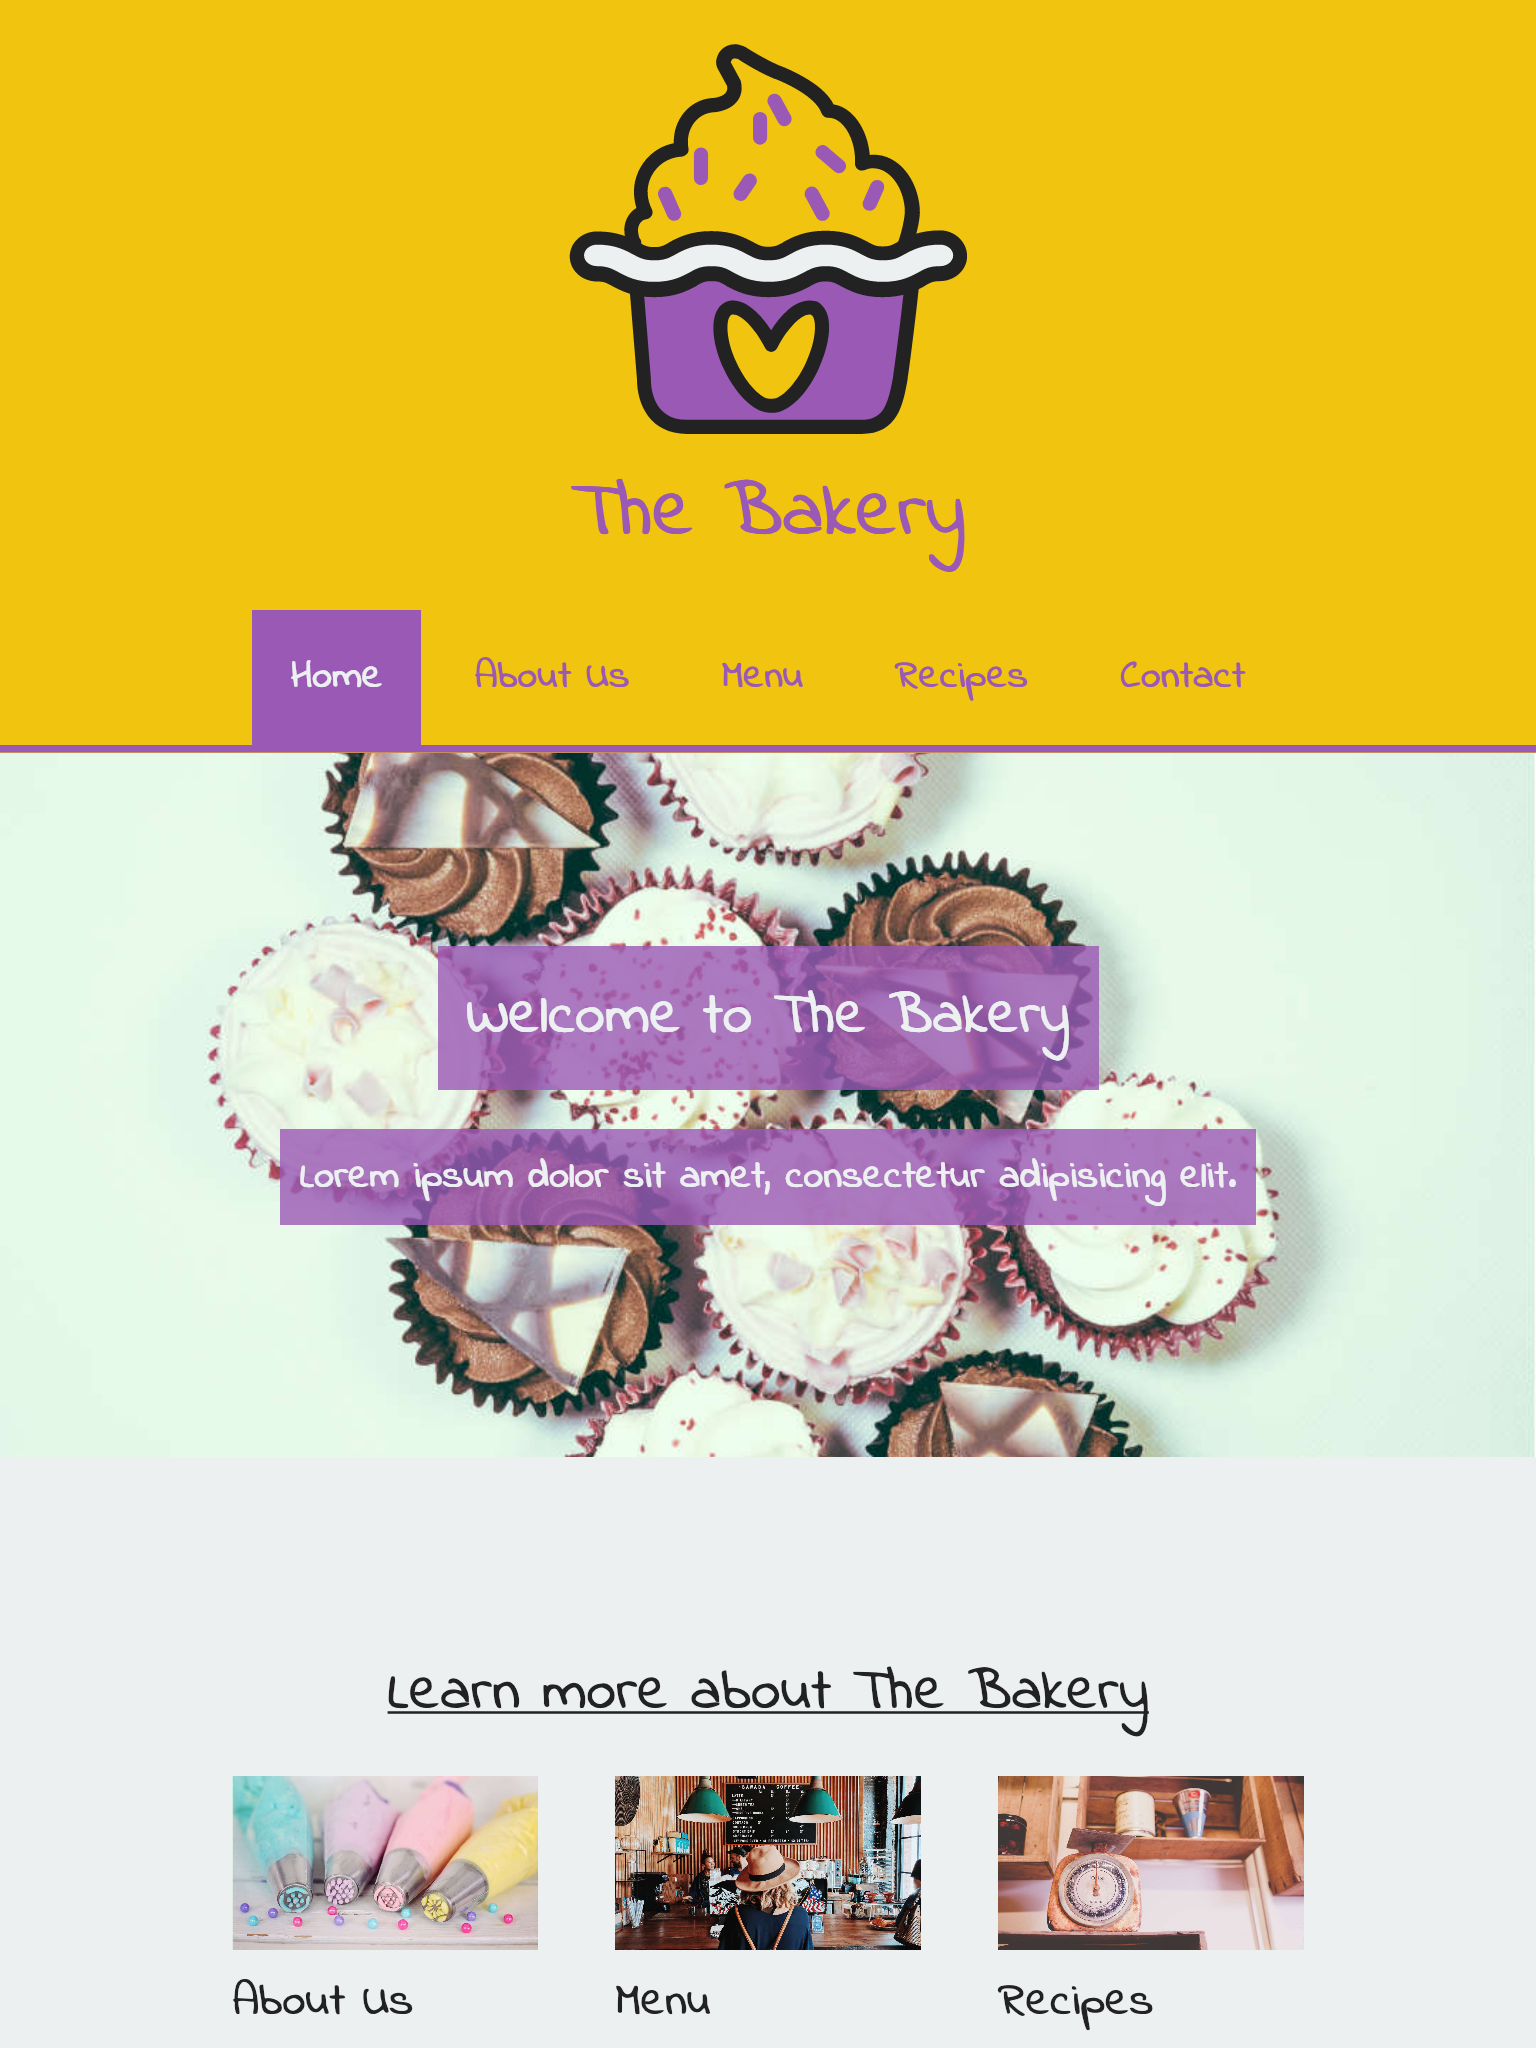 The Bakery
Home About Us Menu Recipes Contact
Welcome to The Bakery
Lorem ipsum dolor sit amet, consectetur adipisicing elit.
Learn more about The Bakery
About Us Menu Recipes